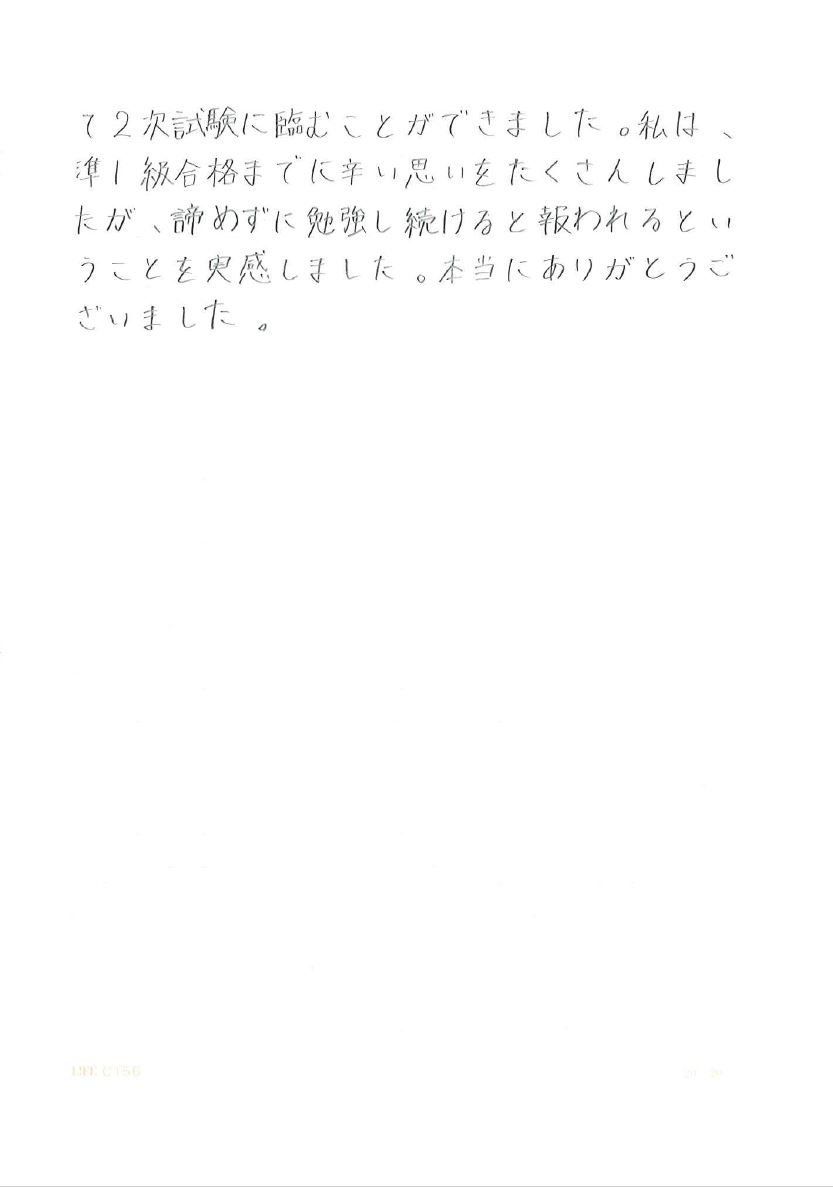 て2次試験に臨むことができました。私は、
準1級合格までに辛い思いをたくさんしまし
たが、諦めずに勉強し続けると報われるとい
うことを実感しました。本当にありがとうご
ざいました。
LIFE C156
20 20